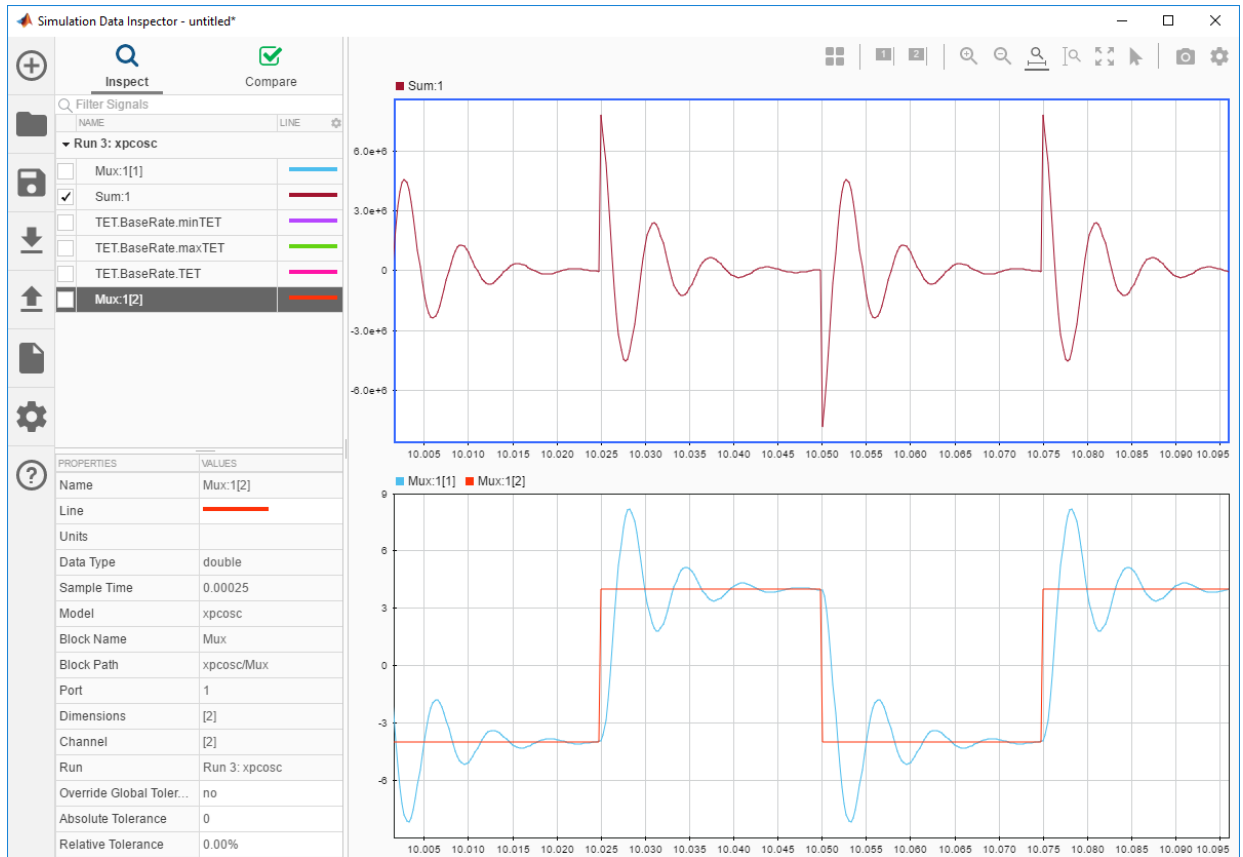 Simulation Data Inspector - untitled*
Inspect
Compare
Filter Signals
NAME LINE
Run 3: xpcosc
Mux:1[1]
Sum:1
TET.BaseRate.minTET
TET.BaseRate.maxTET
TET.BaseRate.TET
Mux:1[2]
PROPERTIES VALUES
Name Mux:1[2]
Line
Units
Data Type double
Sample Time 0.00025
Model xpcosc
Block Name Mux
Block Path xpcosc/Mux
Port 1
Dimensions [2]
Channel [2]
Run Run 3: xpcosc
Override Global Toler... no
Absolute Tolerance 0
Relative Tolerance 0.00%
1 2
Sum:1
6.0e+6
3.0e+6
0
-3.0e+6
-6.0e+6
10.005 10.010 10.015 10.020 10.025 10.030 10.035 10.040 10.045 10.050 10.055 10.060 10.065 10.070 10.075 10.080 10.085 10.090 10.095
Mux:1[1] Mux:1[2]
9
6
3
0
-3
-6
10.005 10.010 10.015 10.020 10.025 10.030 10.035 10.040 10.045 10.050 10.055 10.060 10.065 10.070 10.075 10.080 10.085 10.090 10.095